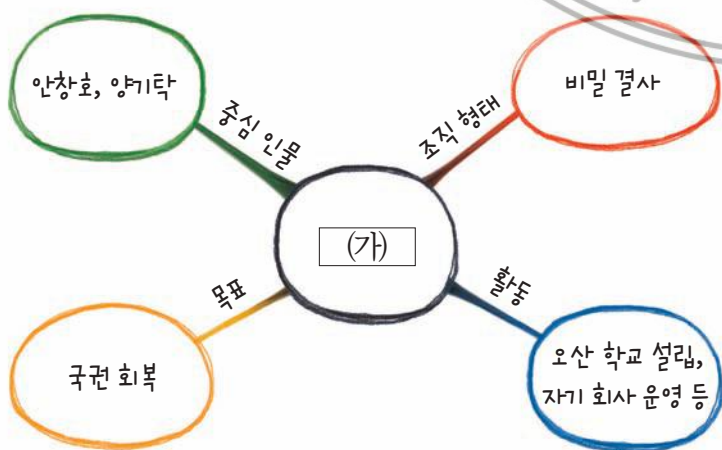 안창호, 양기탁
중심 인물
조직 형태
비밀 결사
(가)
목표
활동
국권 회복
오산 학교 설립,
자기 회사 운영 등